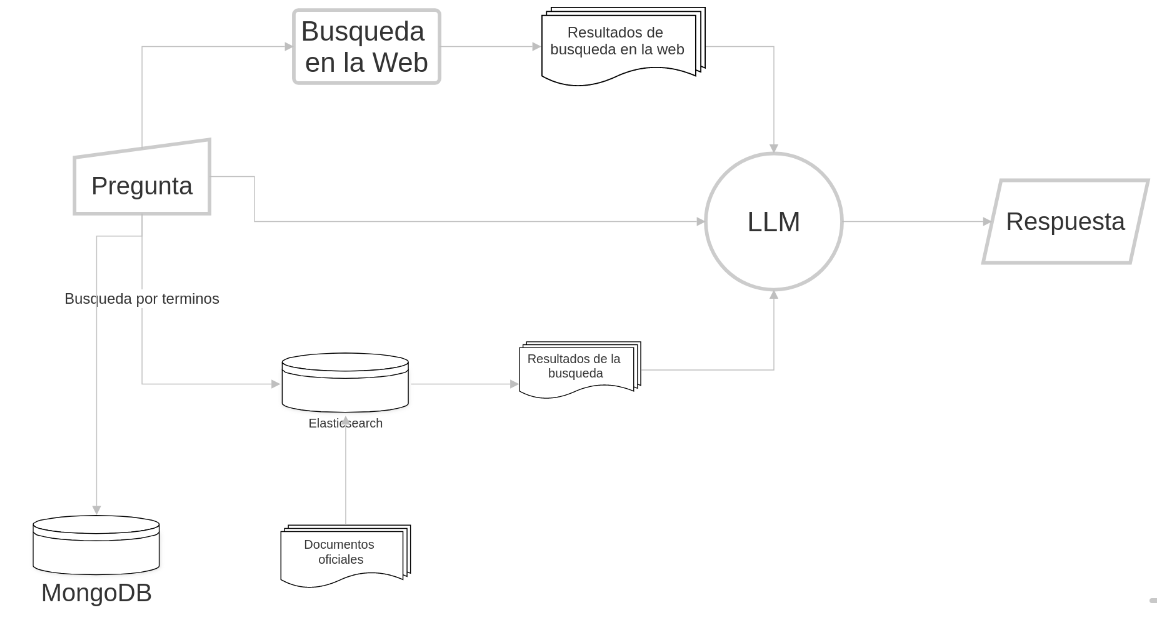 Busqueda
en la Web
Resultados de
busqueda en la web
Pregunta
LLM
Respuesta
Busqueda por terminos
Resultados de la
busqueda
Elasticsearch
Documentos
oficiales
MongoDB